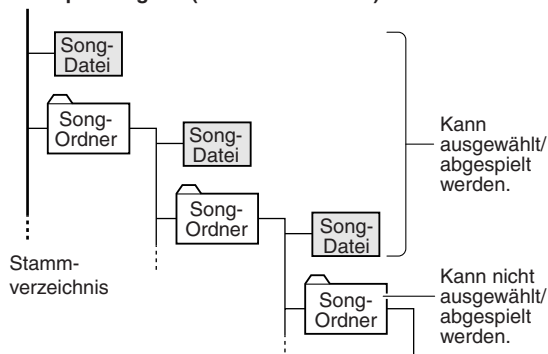 Song-
Datei
Song-
Ordner
Song-
Datei
Kann
ausgewählt/
abgespielt
werden.
Song-
Ordner
Song-
Datei
Stamm-
verzeichnis
Song-
Ordner
Kann nicht
ausgewählt/
abgespielt
werden.